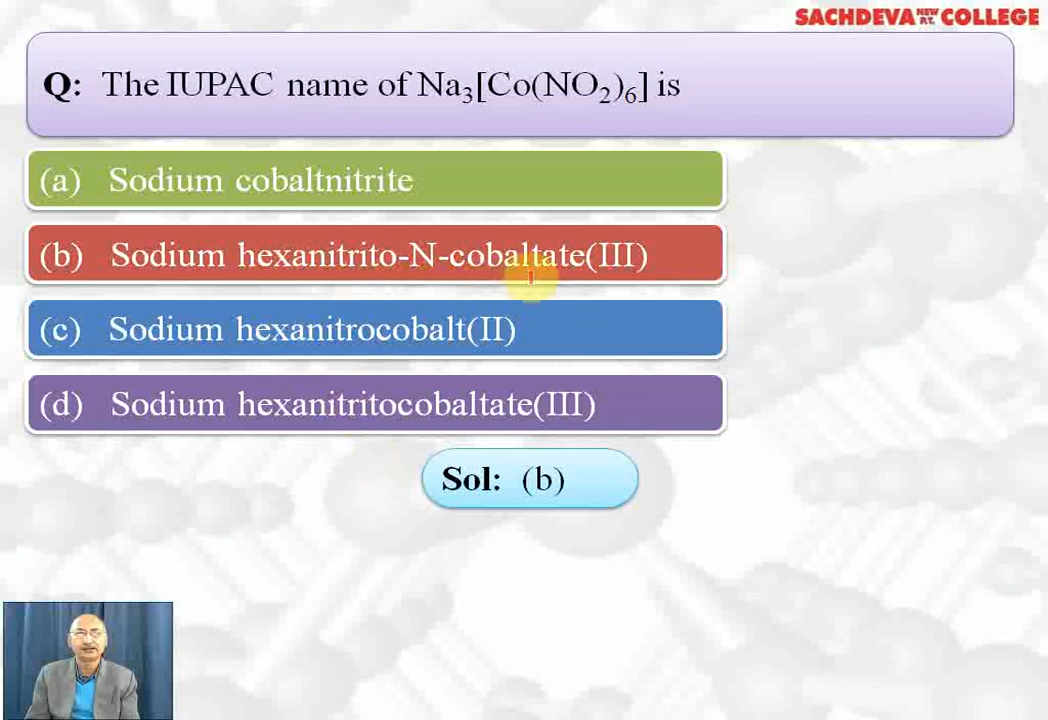 SACHDEVA NEW P.T. COLLEGE
Q: The IUPAC name of Na₃[Co(NO₂)₆] is
(a) Sodium cobaltnitrite
(b) Sodium hexanitrito-N-cobaltate(III)
(c) Sodium hexanitrocobalt(II)
(d) Sodium hexanitritocobaltate(III)
Sol: (b)